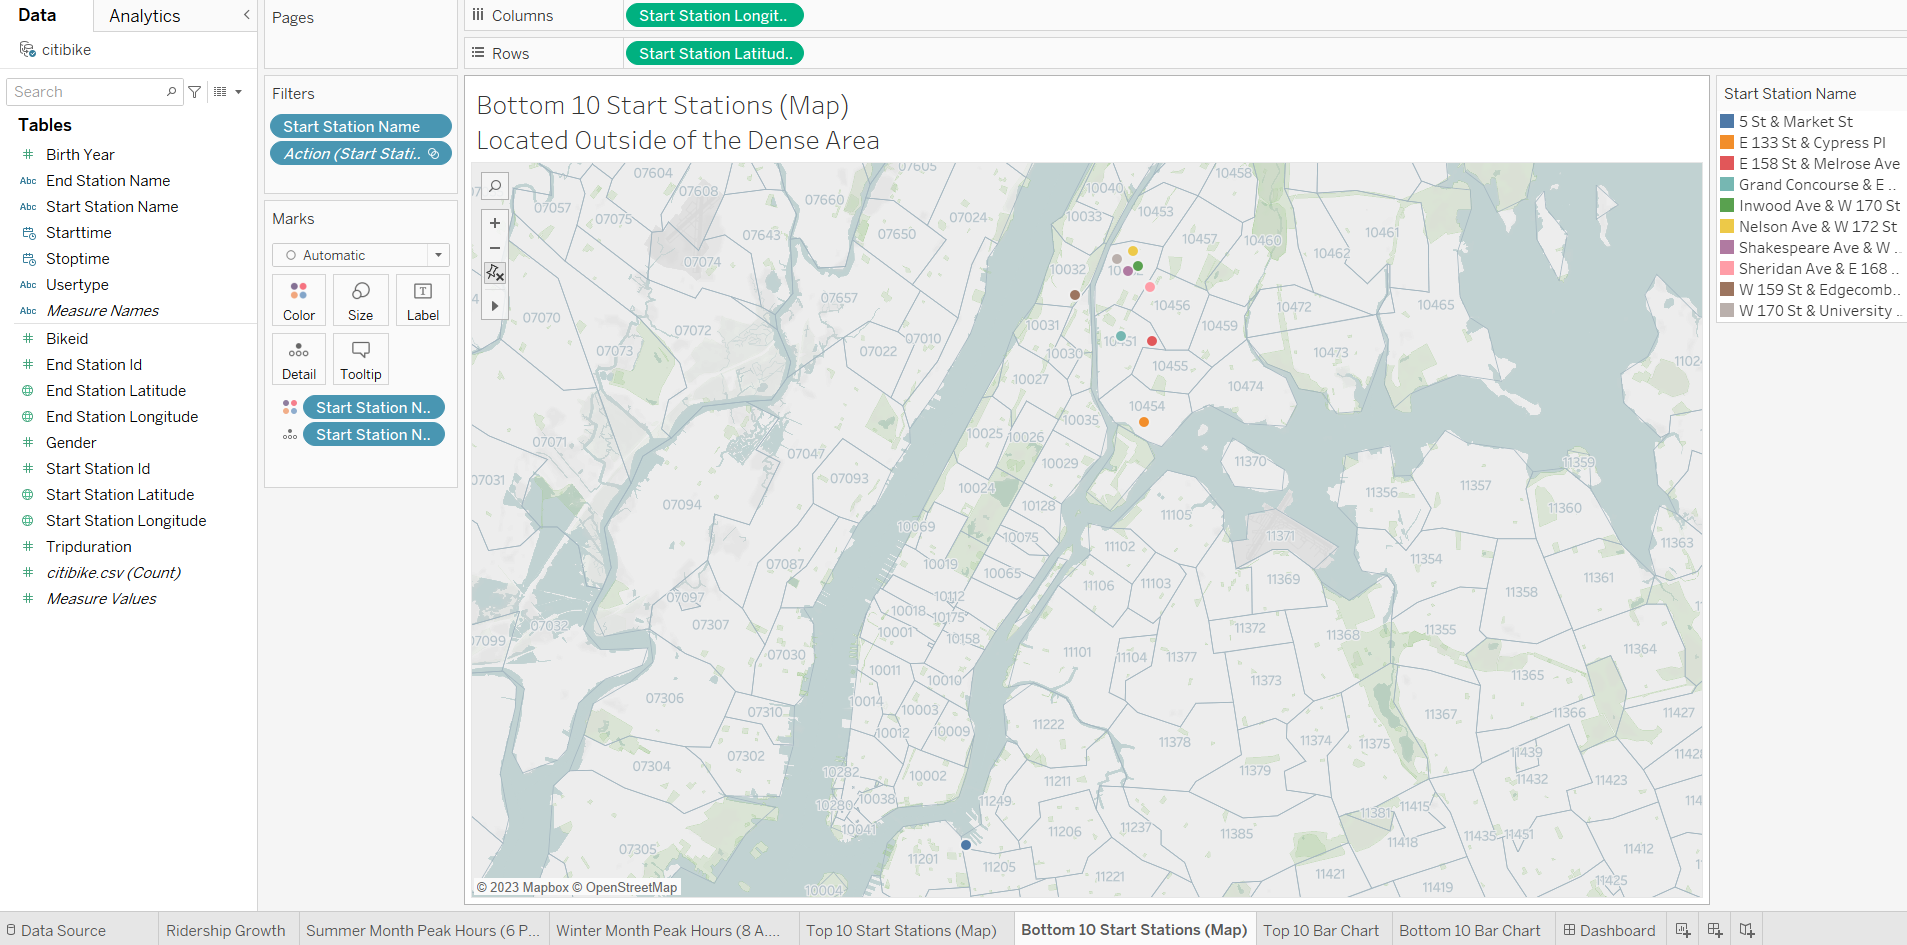 Data
Analytics
citibike
Search
Tables
Birth Year
Abc End Station Name
Abc Start Station Name
Starttime
Stoptime
Abc Usertype
Abc Measure Names
Bikeid
End Station Id
End Station Latitude
End Station Longitude
Gender
Start Station Id
Start Station Latitude
Start Station Longitude
Tripduration
citibike.csv (Count)
Measure Values
Pages
Filters
Start Station Name
Action (Start Stati..
Marks
Automatic
Color
Size
Label
Detail
Tooltip
Start Station N..
Start Station N..
Columns
Start Station Longit..
Rows
Start Station Latitud..
Bottom 10 Start Stations (Map)
Located Outside of the Dense Area
07604
07605
07608
07057
07075
07660
07024
07643
07650
07074
07657
07070
07072
07073
07022
07010
07071
07047
07031
07093
07094
07087
07097
07032
07307
07099
07030
07306
07310
07302
07304
07305
10040
10458
10033
10453
10457
10460
10461
10462
10032
10456
10472
10465
10031
10459
10030
10473
10455
10027
10474
10454
10035
10025
10026
10029
10024
10128
10069
10075
10019
10065
10112
10018
10175
10001
10158
10011
10010
10014
10003
10012
10009
10282
10002
10280
10038
10041
10004
11370
11359
11357
11356
11360
11105
11371
11363
11102
11354
11369
11361
11106
11103
11358
11372
11368
11355
11101
11104
11377
11364
11365
11373
11222
11367
11366
11427
11378
11374
11375
11439
11211
11379
11432
11423
11249
11381
11415
11206
11237
11385
11435
11451
11418
11412
11201
11205
11221
11421
11425
11419
© 2023 Mapbox © OpenStreetMap
Start Station Name
5 St & Market St
E 133 St & Cypress Pl
E 158 St & Melrose Ave
Grand Concourse & E ..
Inwood Ave & W 170 St
Nelson Ave & W 172 St
Shakespeare Ave & W ..
Sheridan Ave & E 168 ..
W 159 St & Edgecomb..
W 170 St & University ..
Data Source
Ridership Growth
Summer Month Peak Hours (6 P...
Winter Month Peak Hours (8 A....
Top 10 Start Stations (Map)
Bottom 10 Start Stations (Map)
Top 10 Bar Chart
Bottom 10 Bar Chart
Dashboard